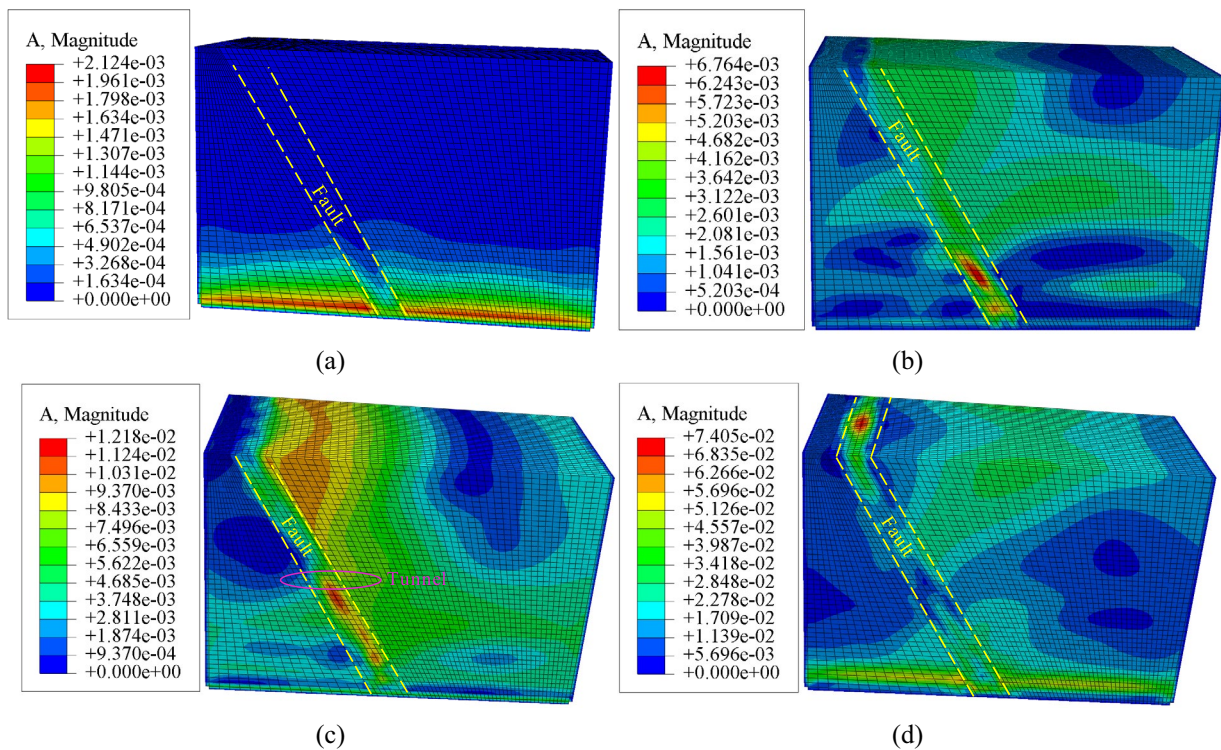 A, Magnitude
+2.124e-03
+1.961e-03
+1.798e-03
+1.634e-03
+1.471e-03
+1.307e-03
+1.144e-03
+9.805e-04
+8.171e-04
+6.537e-04
+4.902e-04
+3.268e-04
+1.634e-04
+0.000e+00
Fault
(a)
A, Magnitude
+6.764e-03
+6.243e-03
+5.723e-03
+5.203e-03
+4.682e-03
+4.162e-03
+3.642e-03
+3.122e-03
+2.601e-03
+2.081e-03
+1.561e-03
+1.041e-03
+5.203e-04
+0.000e+00
Fault
(b)
A, Magnitude
+1.218e-02
+1.124e-02
+1.031e-02
+9.370e-03
+8.433e-03
+7.496e-03
+6.559e-03
+5.622e-03
+4.685e-03
+3.748e-03
+2.811e-03
+1.874e-03
+9.370e-04
+0.000e+00
Fault
Tunnel
(c)
A, Magnitude
+7.405e-02
+6.835e-02
+6.266e-02
+5.696e-02
+5.126e-02
+4.557e-02
+3.987e-02
+3.418e-02
+2.848e-02
+2.278e-02
+1.709e-02
+1.139e-02
+5.696e-03
+0.000e+00
Fault
(d)